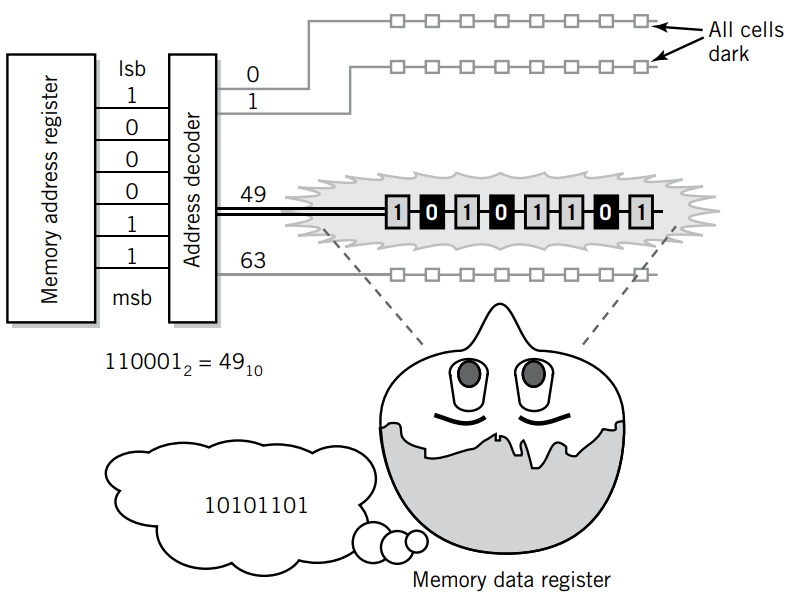 Memory address register
lsb
1
0
0
0
1
1
msb
Address decoder
0
1
49
63
All cells
dark
1 0 1 0 1 1 0 1
110001₂ = 49₁₀
10101101
Memory data register